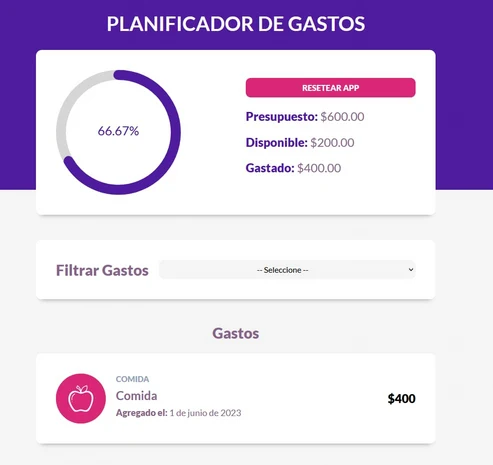 PLANIFICADOR DE GASTOS
66.67%
RESETEAR APP
Presupuesto: $600.00
Disponible: $200.00
Gastado: $400.00
Filtrar Gastos
-- Seleccione --
Gastos
COMIDA
Comida
Agregado el: 1 de junio de 2023
$400